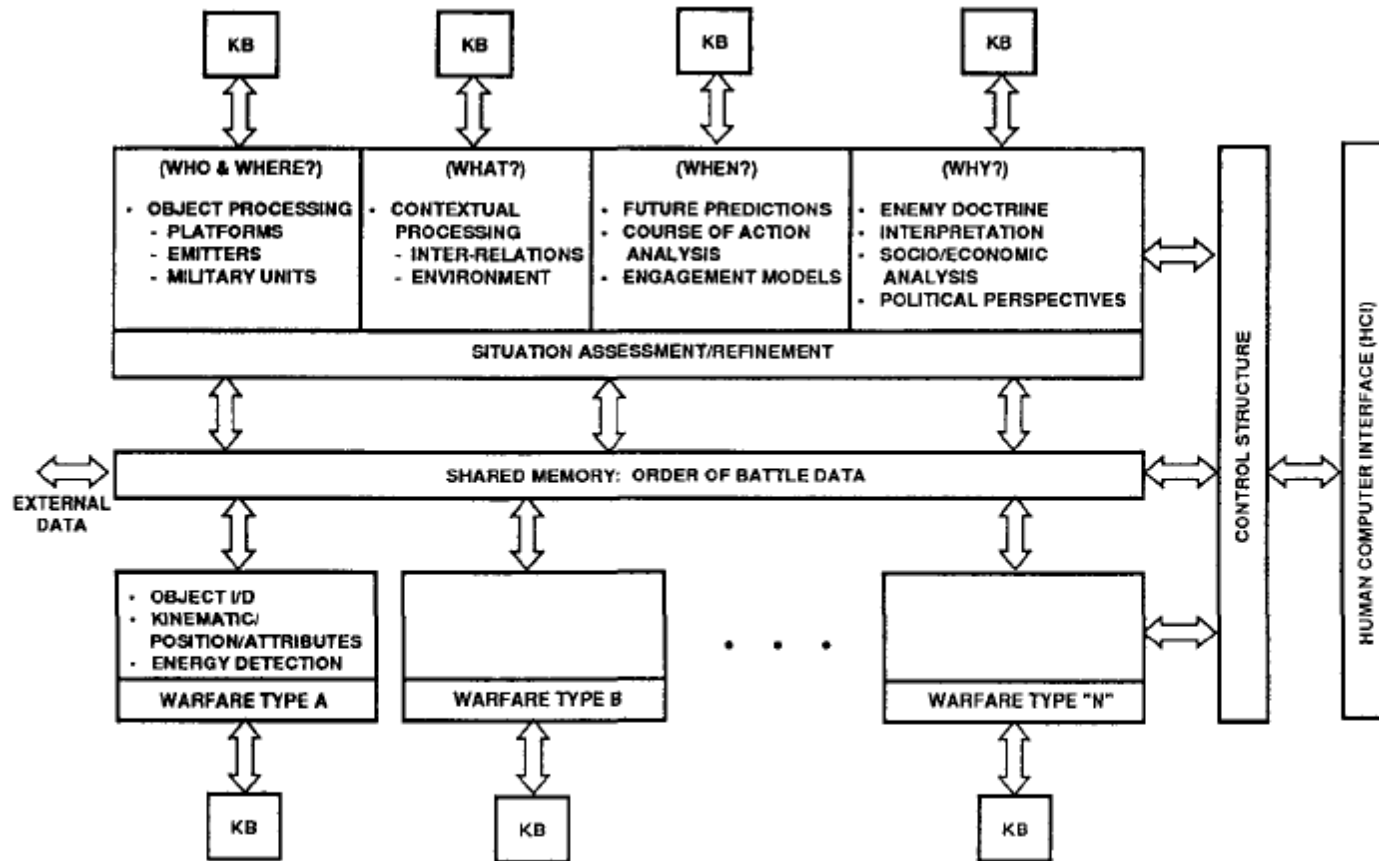 KB
KB
KB
KB
(WHO & WHERE?)
• OBJECT PROCESSING
- PLATFORMS
- EMITTERS
- MILITARY UNITS
(WHAT?)
• CONTEXTUAL
PROCESSING
- INTER-RELATIONS
- ENVIRONMENT
(WHEN?)
• FUTURE PREDICTIONS
• COURSE OF ACTION
ANALYSIS
• ENGAGEMENT MODELS
(WHY?)
• ENEMY DOCTRINE
• INTERPRETATION
• SOCIO/ECONOMIC
ANALYSIS
• POLITICAL PERSPECTIVES
SITUATION ASSESSMENT/REFINEMENT
SHARED MEMORY: ORDER OF BATTLE DATA
EXTERNAL
DATA
• OBJECT I/D
• KINEMATIC/
POSITION/ATTRIBUTES
• ENERGY DETECTION
WARFARE TYPE A
WARFARE TYPE B
WARFARE TYPE "N"
KB
KB
KB
CONTROL STRUCTURE
HUMAN COMPUTER INTERFACE (HCI)